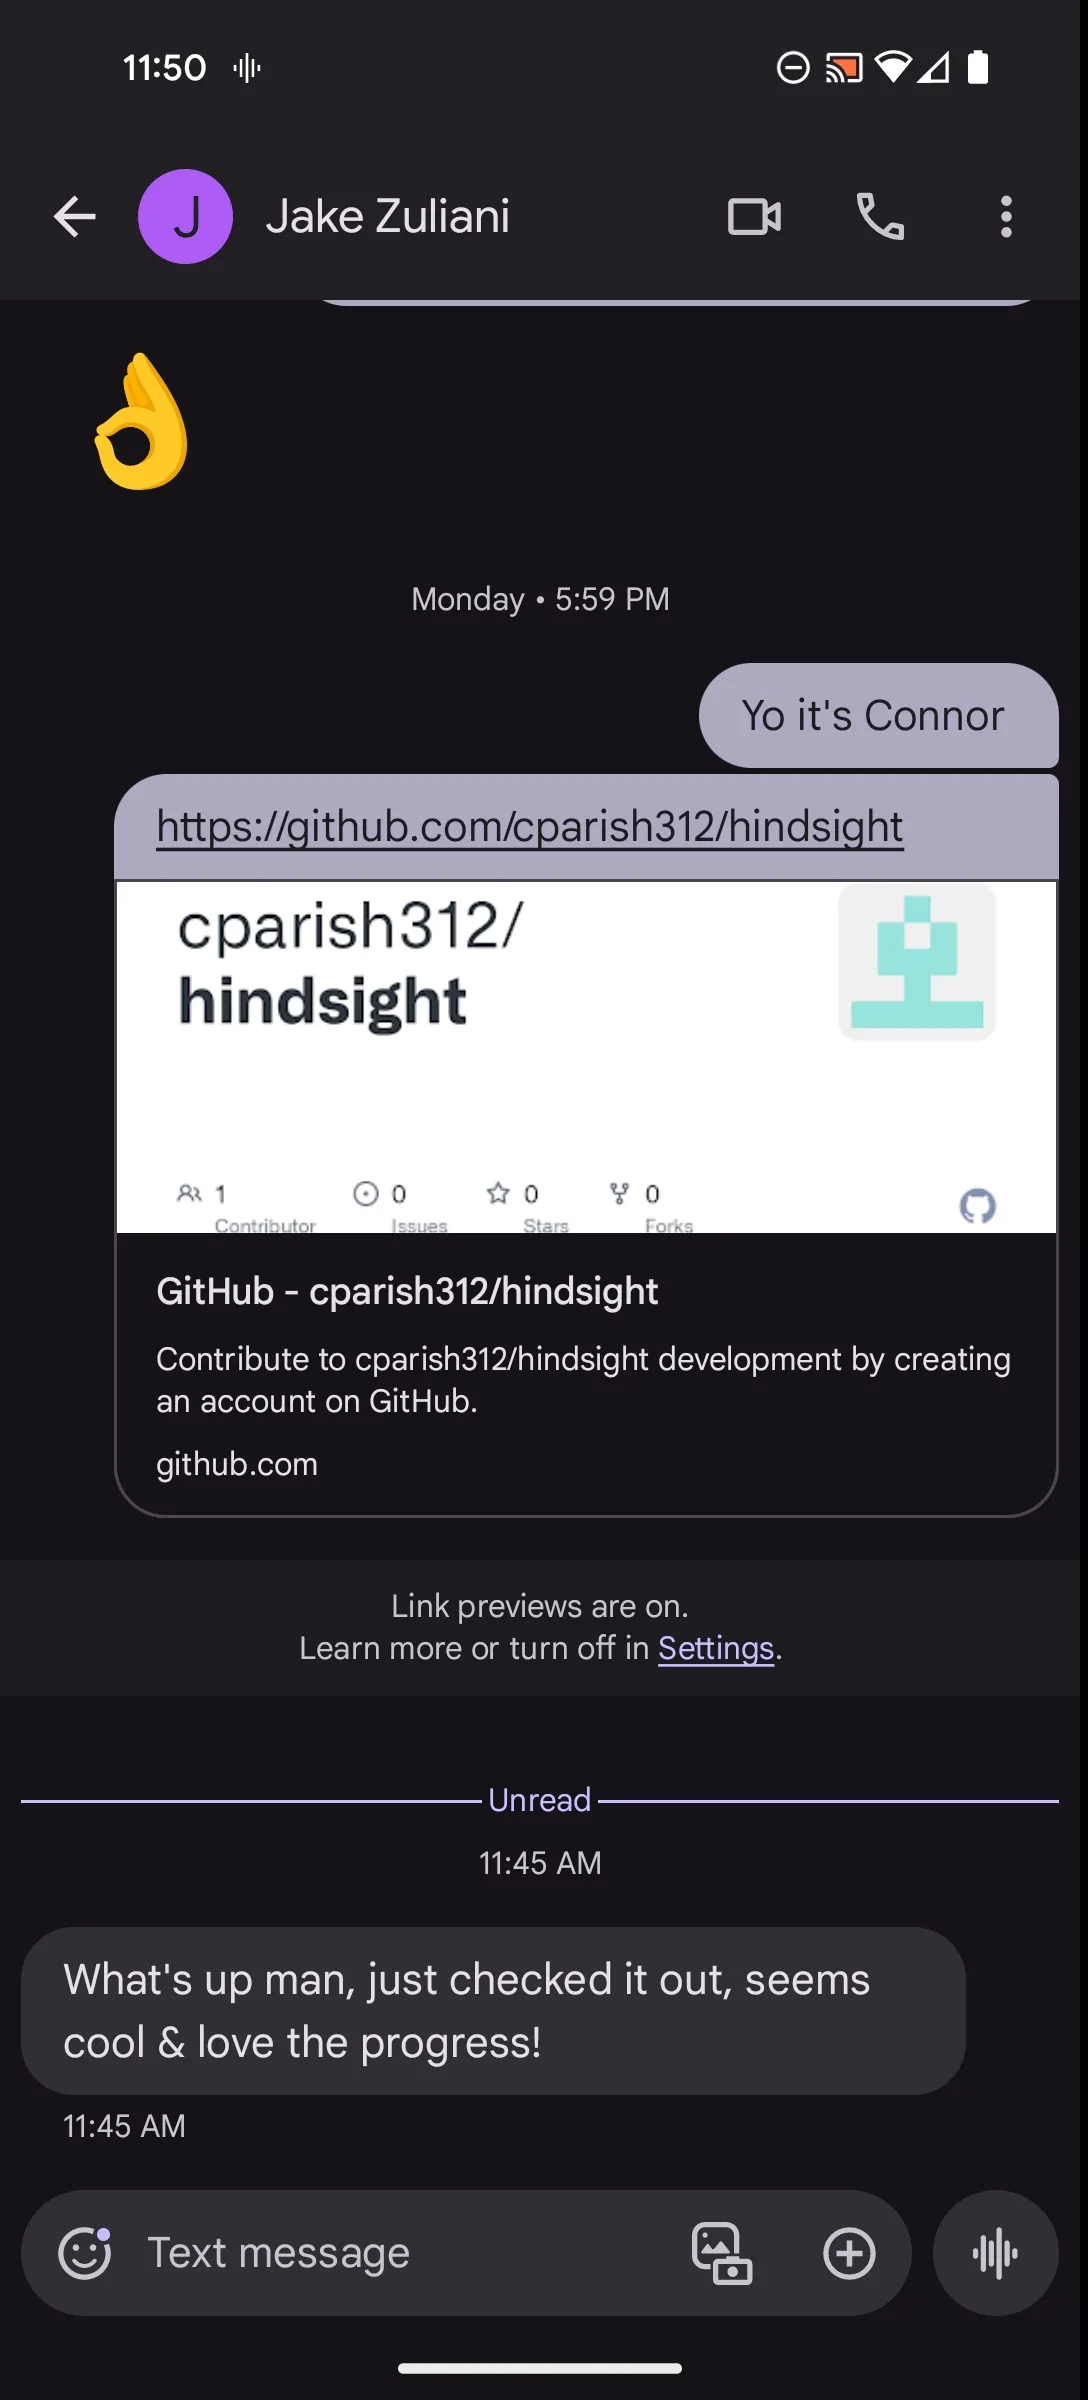 11:50
J
Jake Zuliani
Monday • 5:59 PM
Yo it's Connor
https://github.com/cparish312/hindsight
cparish312/
hindsight
1
Contributor
0
Issues
0
Stars
0
Forks
GitHub - cparish312/hindsight
Contribute to cparish312/hindsight development by creating
an account on GitHub.
github.com
Link previews are on.
Learn more or turn off in Settings.
Unread
11:45 AM
What's up man, just checked it out, seems
cool & love the progress!
11:45 AM
Text message